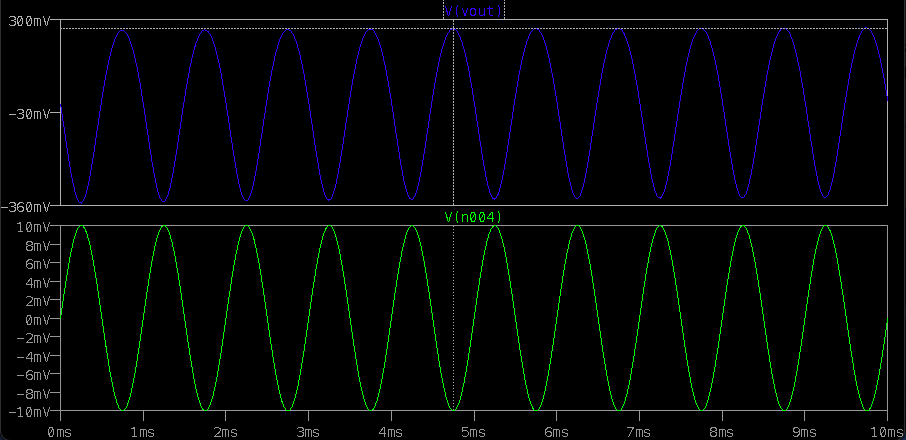 V(vout)
300mV
-30mV
-360mV
V(n004)
10mV
8mV
6mV
4mV
2mV
0mV
-2mV
-4mV
-6mV
-8mV
-10mV
0ms 1ms 2ms 3ms 4ms 5ms 6ms 7ms 8ms 9ms 10ms